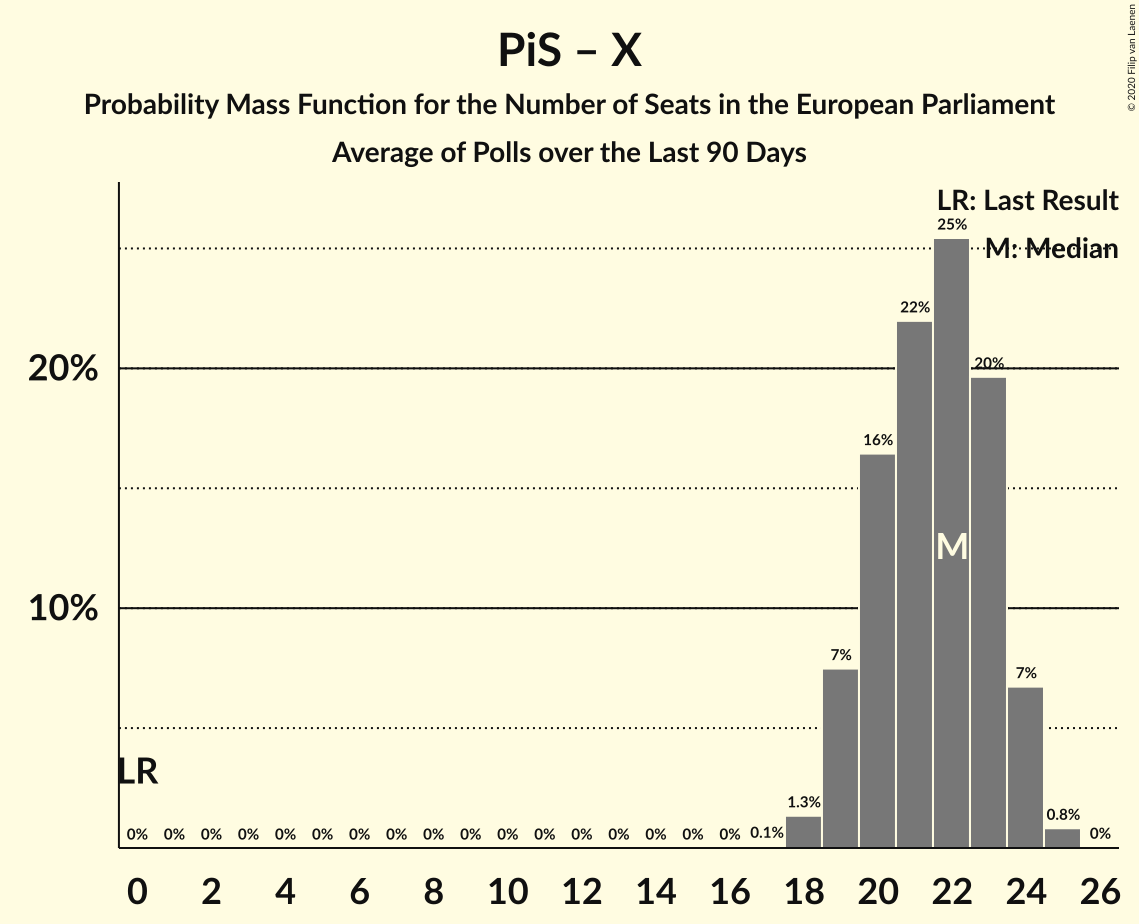 PiS – X
Probability Mass Function for the Number of Seats in the European Parliament
Average of Polls over the Last 90 Days
© 2020 Filip van Laenen
LR: Last Result
M: Median
20%
10%
LR
M
0% 0% 0% 0% 0% 0% 0% 0% 0% 0% 0% 0% 0% 0% 0% 0% 0% 0.1% 1.3% 7% 16% 22% 25% 20% 7% 0.8% 0%
0 2 4 6 8 10 12 14 16 18 20 22 24 26